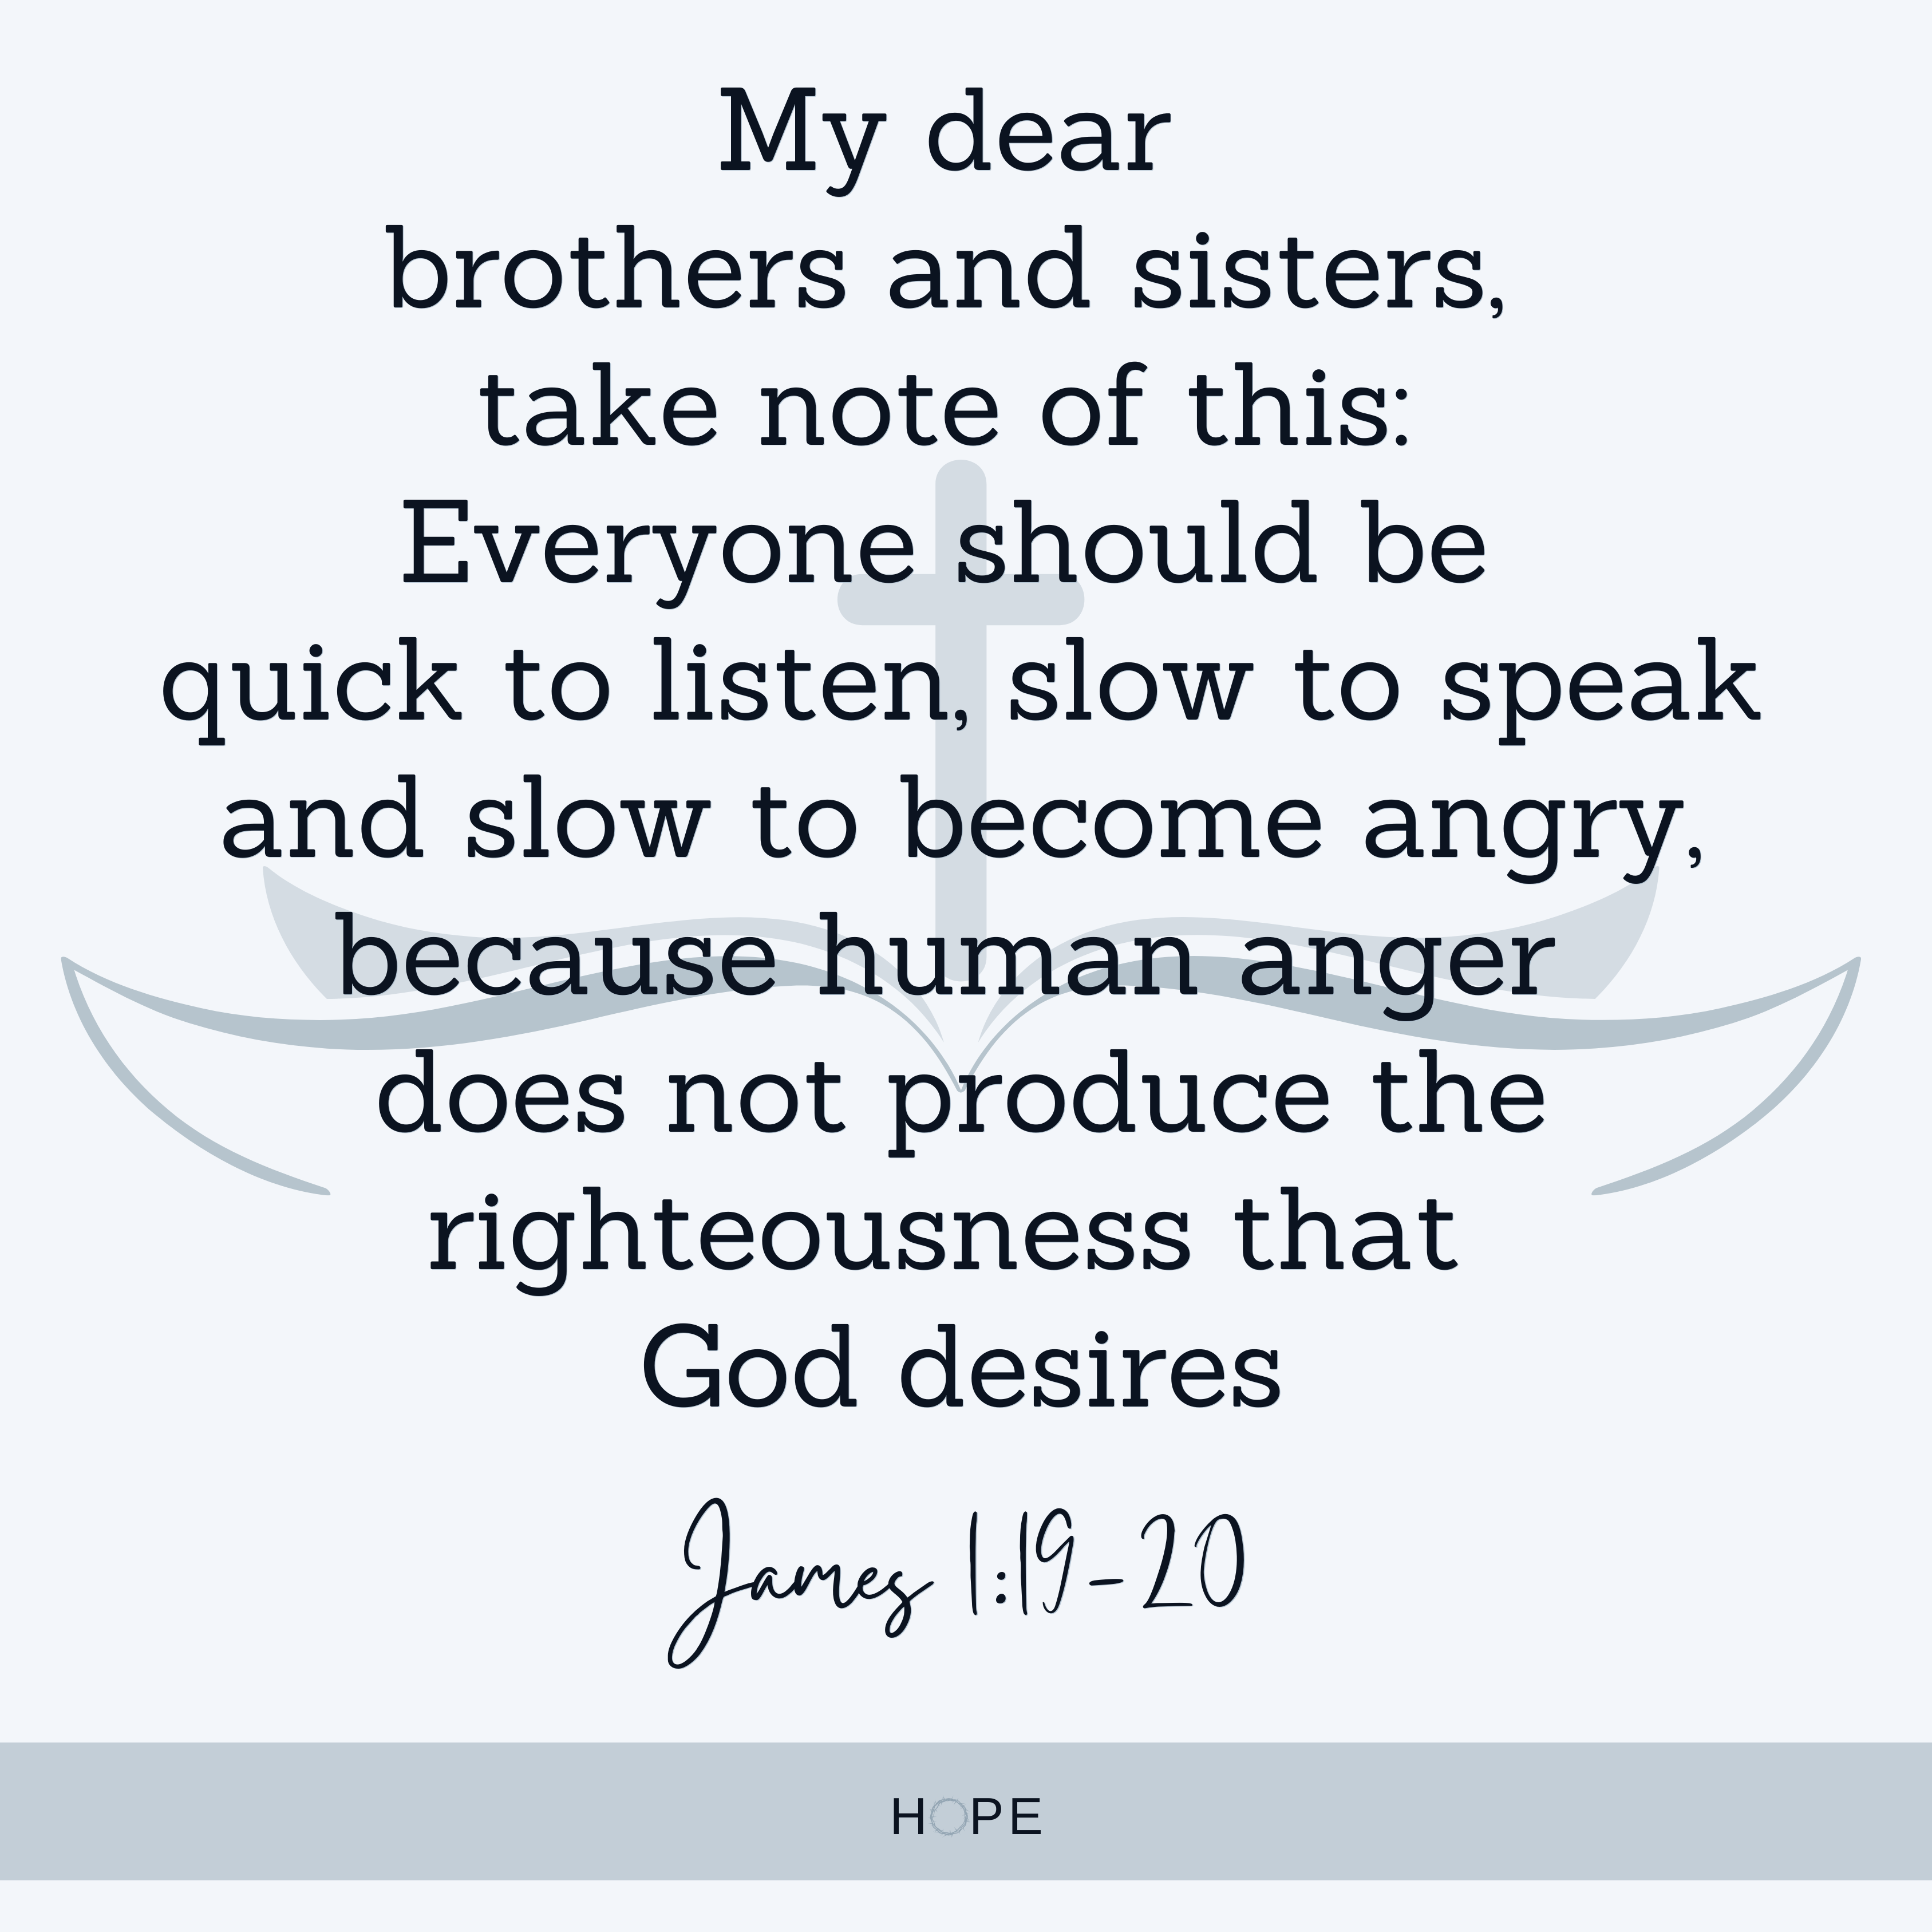 My dear
brothers and sisters,
take note of this:
Everyone should be
quick to listen, slow to speak
and slow to become angry,
because human anger
does not produce the
righteousness that
God desires
James 1:19-20
HOPE